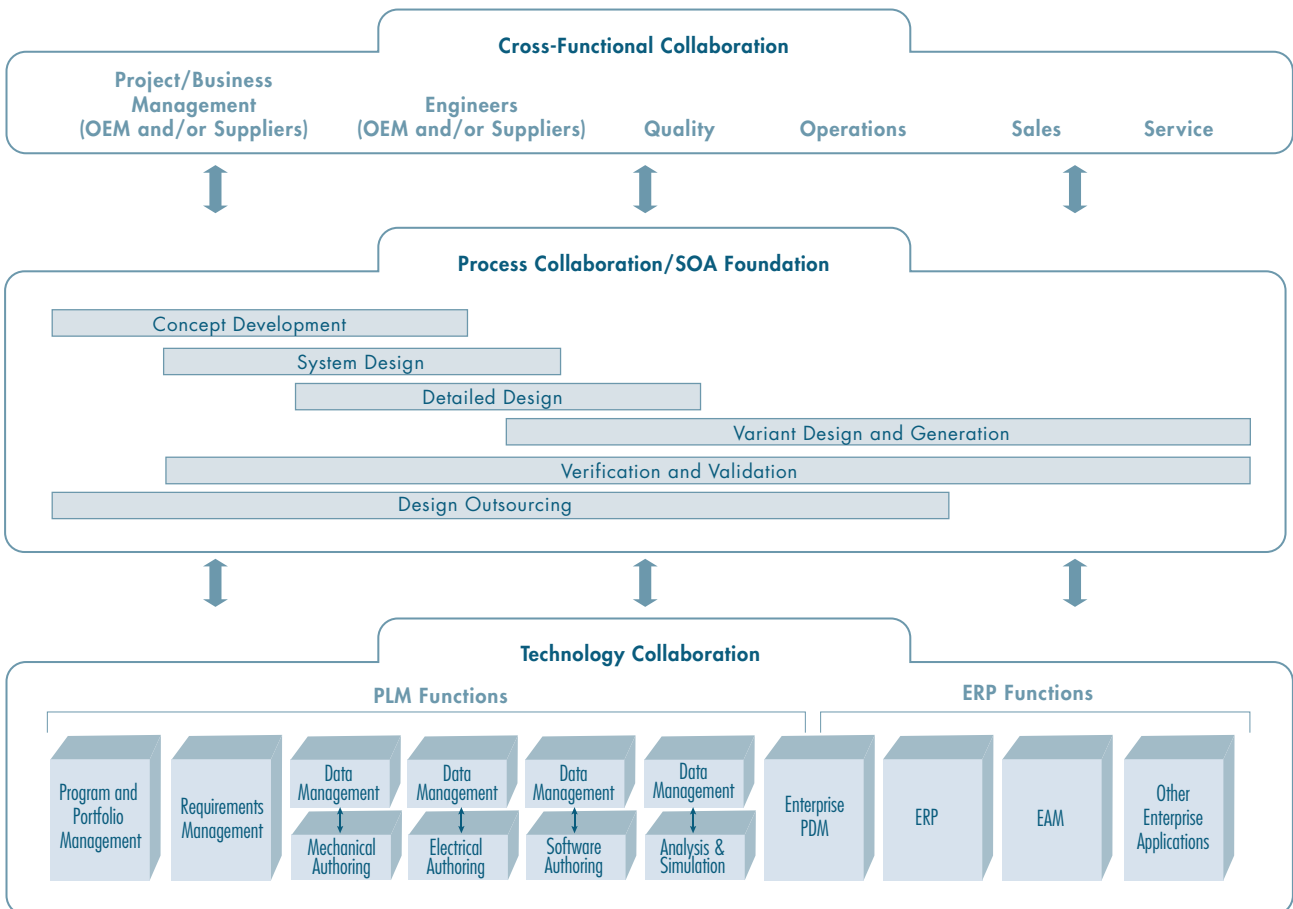 Cross-Functional Collaboration
Project/Business
Management
(OEM and/or Suppliers)
Engineers
(OEM and/or Suppliers)
Quality
Operations
Sales
Service
Process Collaboration/SOA Foundation
Concept Development
System Design
Detailed Design
Variant Design and Generation
Verification and Validation
Design Outsourcing
Technology Collaboration
PLM Functions
ERP Functions
Program and
Portfolio
Management
Requirements
Management
Data
Management
Mechanical
Authoring
Data
Management
Electrical
Authoring
Data
Management
Software
Authoring
Data
Management
Analysis &
Simulation
Enterprise
PDM
ERP
EAM
Other
Enterprise
Applications